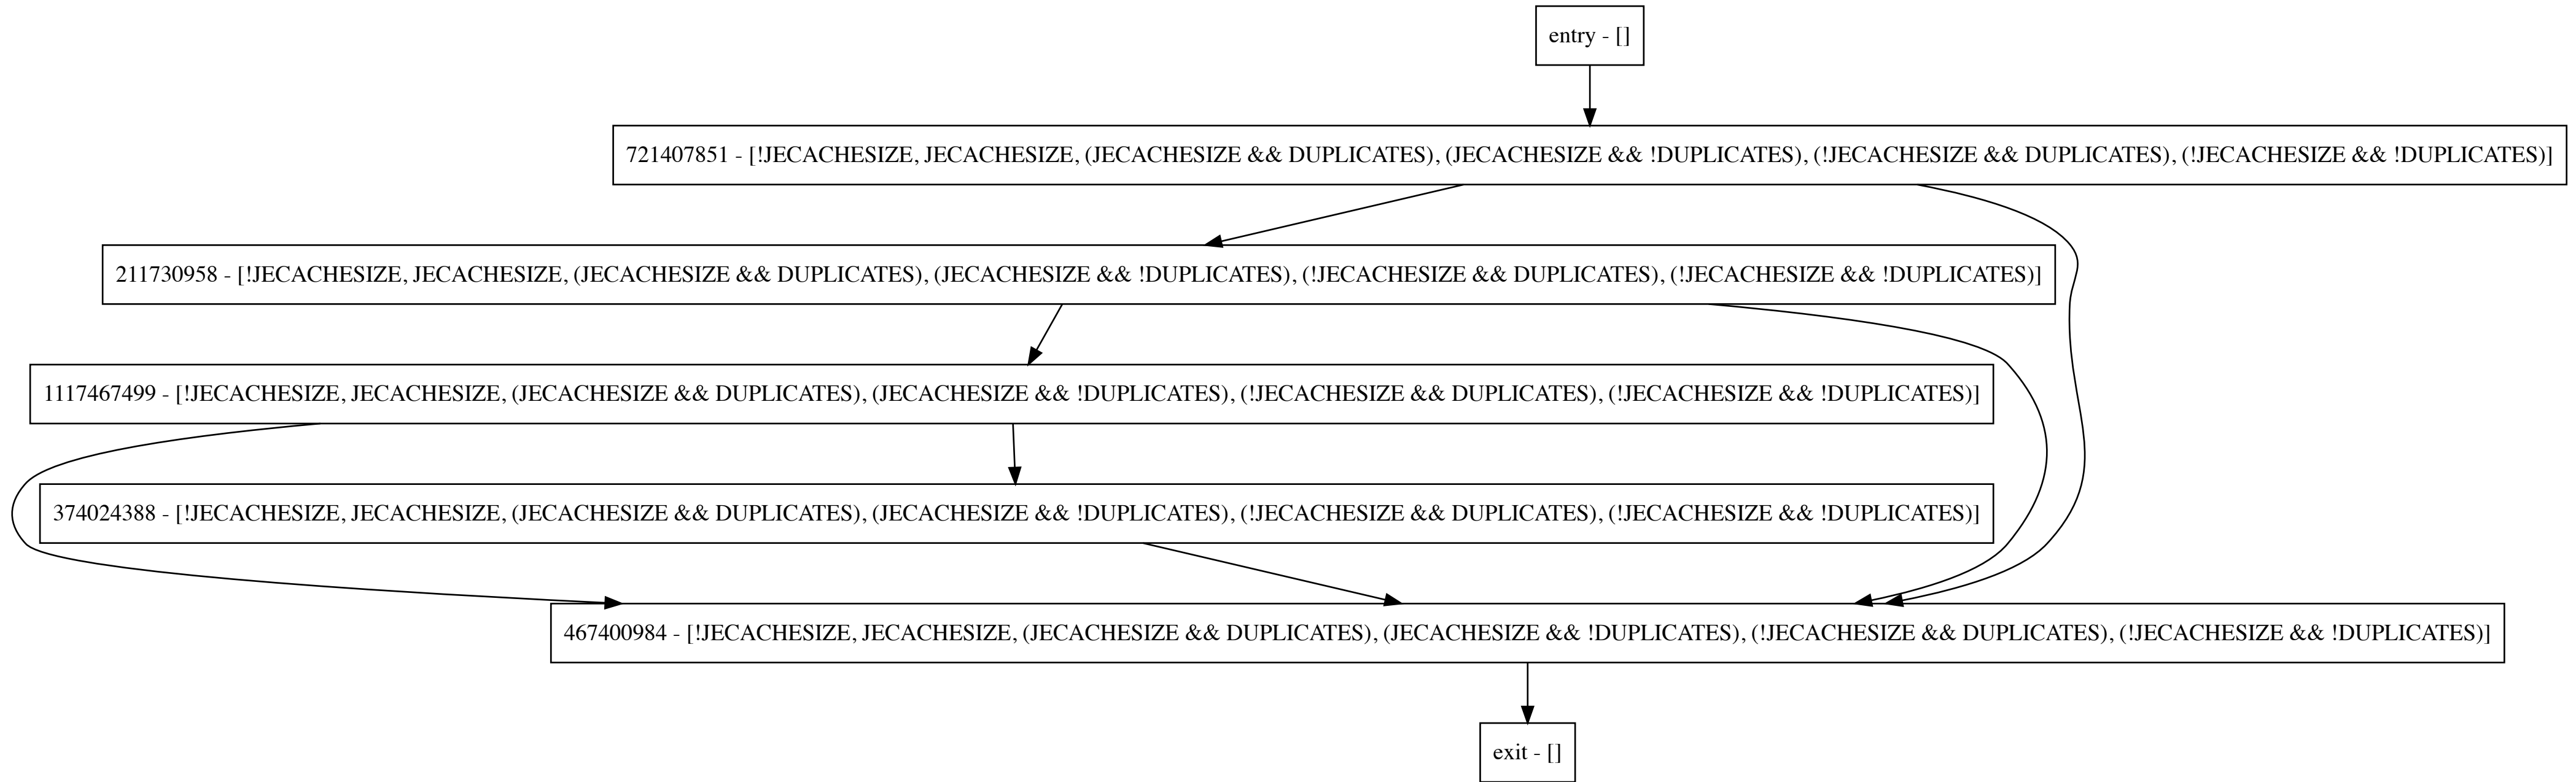 entry - []
721407851 - [!JECACHESIZE, JECACHESIZE, (JECACHESIZE && DUPLICATES), (JECACHESIZE && !DUPLICATES), (!JECACHESIZE && DUPLICATES), (!JECACHESIZE && !DUPLICATES)]
211730958 - [!JECACHESIZE, JECACHESIZE, (JECACHESIZE && DUPLICATES), (JECACHESIZE && !DUPLICATES), (!JECACHESIZE && DUPLICATES), (!JECACHESIZE && !DUPLICATES)]
1117467499 - [!JECACHESIZE, JECACHESIZE, (JECACHESIZE && DUPLICATES), (JECACHESIZE && !DUPLICATES), (!JECACHESIZE && DUPLICATES), (!JECACHESIZE && !DUPLICATES)]
374024388 - [!JECACHESIZE, JECACHESIZE, (JECACHESIZE && DUPLICATES), (JECACHESIZE && !DUPLICATES), (!JECACHESIZE && DUPLICATES), (!JECACHESIZE && !DUPLICATES)]
467400984 - [!JECACHESIZE, JECACHESIZE, (JECACHESIZE && DUPLICATES), (JECACHESIZE && !DUPLICATES), (!JECACHESIZE && DUPLICATES), (!JECACHESIZE && !DUPLICATES)]
exit - []